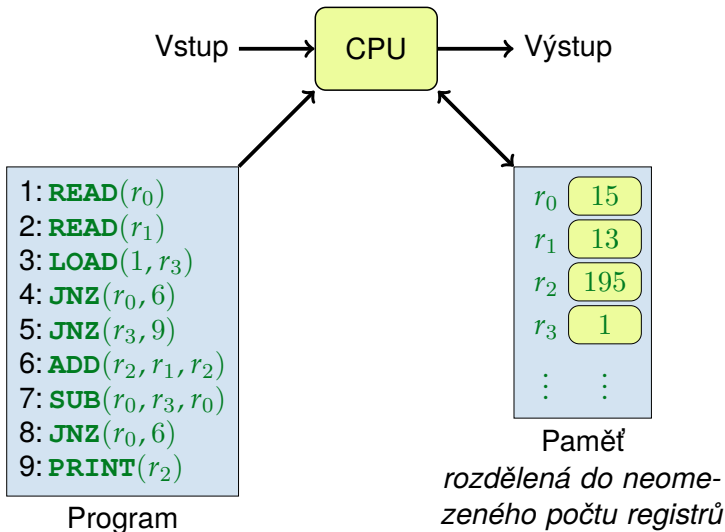 Vstup
CPU
Výstup
1: READ(r₀)
2: READ(r₁)
3: LOAD(1, r₃)
4: JNZ(r₀, 6)
5: JNZ(r₃, 9)
6: ADD(r₂, r₁, r₂)
7: SUB(r₀, r₃, r₀)
8: JNZ(r₀, 6)
9: PRINT(r₂)
Program
r₀ 15
r₁ 13
r₂ 195
r₃ 1
⋮ ⋮
Paměť
rozdělená do neome-
zeného počtu registrů